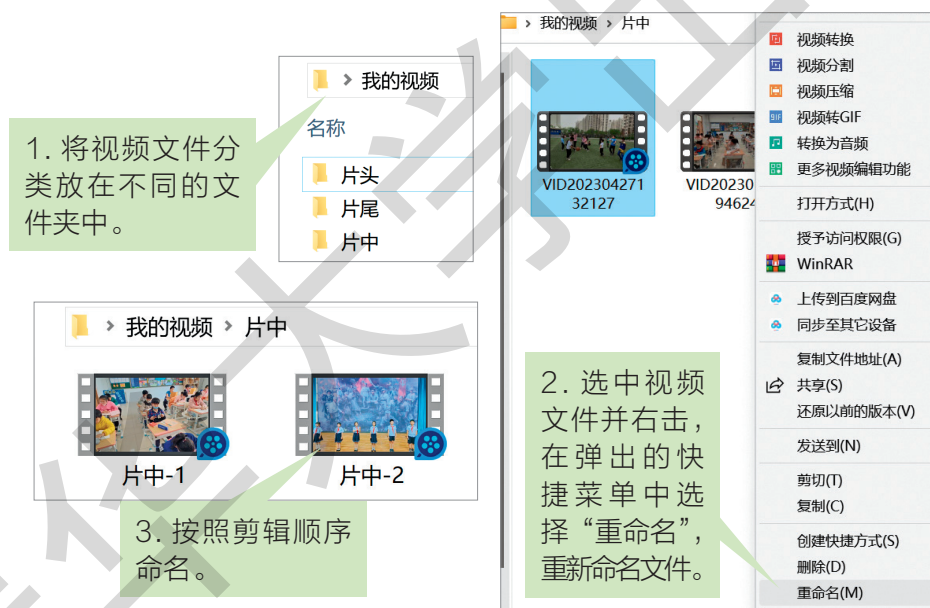 我的视频
名称
片头
片尾
片中
1. 将视频文件分
类放在不同的文
件夹中。
我的视频 片中
片中-1
片中-2
3. 按照剪辑顺序
命名。
我的视频 片中
VID202304271
32127
VID20230
9462
视频转换
视频分割
视频压缩
视频转GIF
转换为音频
更多视频编辑功能
打开方式(H)
授予访问权限(G)
WinRAR
上传到百度网盘
同步至其它设备
复制文件地址(A)
共享(S)
还原以前的版本(V)
发送到(N)
剪切(T)
复制(C)
创建快捷方式(S)
删除(D)
重命名(M)
2. 选中视频
文件并右击，
在弹出的快
捷菜单中选
择“重命名”，
重新命名文件。